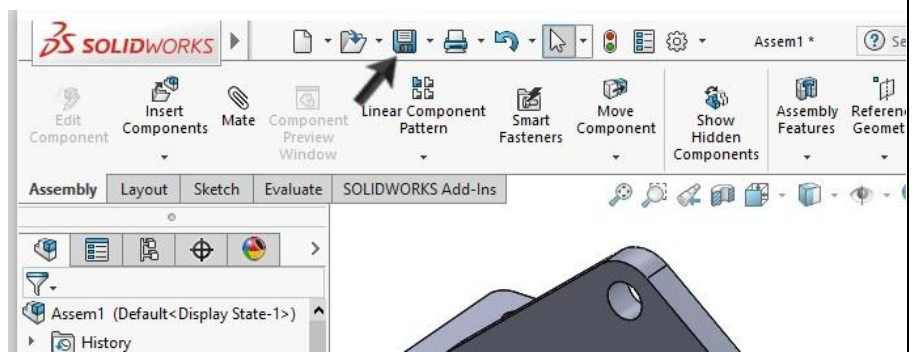 SOLIDWORKS
Assem1 *
Edit
Component
Insert
Components
Mate
Component
Preview
Window
Linear Component
Pattern
Smart
Fasteners
Move
Component
Show
Hidden
Components
Assembly
Features
Assembly Layout Sketch Evaluate SOLIDWORKS Add-Ins
Assem1 (Default<Display State-1>)
History